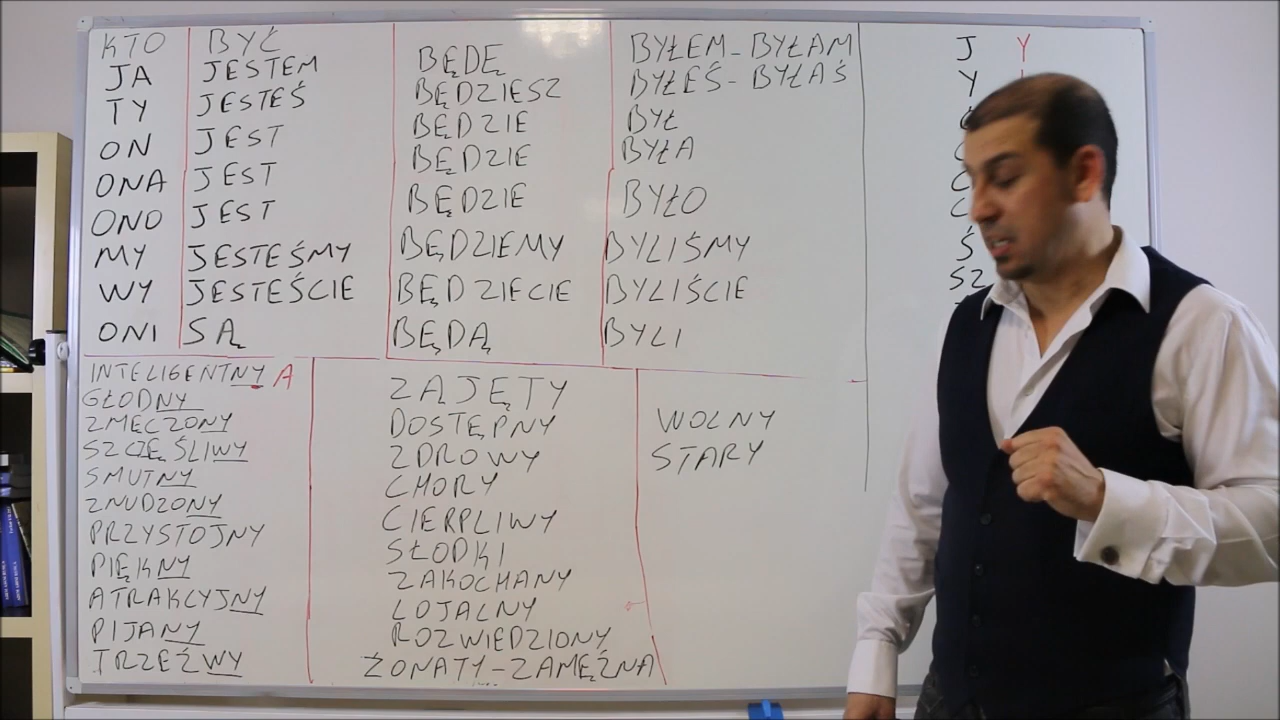 KTO BYĆ
JA JESTEM BĘDĘ BYŁEM-BYŁAM
TY JESTEŚ BĘDZIESZ BYŁEŚ-BYŁAŚ
ON JEST BĘDZIE BYŁ
ONA JEST BĘDZIE BYŁA
ONO JEST BĘDZIE BYŁO
MY JESTEŚMY BĘDZIEMY BYLIŚMY
WY JESTEŚCIE BĘDZIECIE BYLIŚCIE
ONI SĄ BĘDĄ BYLI
INTELIGENTNY A
GŁODNY
ZMĘCZONY
SZCZĘŚLIWY
SMUTNY
ZNUDZONY
PRZYSTOJNY
PIĘKNY
ATRAKCYJNY
PIJANY
TRZEŹWY
ZAJĘTY
DOSTĘPNY
ZDROWY
CHORY
CIERPLIWY
SŁODKI
ZAKOCHANY
LOJALNY
ROZWIEDZIONY
ŻONATY-ZAMĘŻNA
WOLNY
STARY
J Y
Y
Ś
SZ